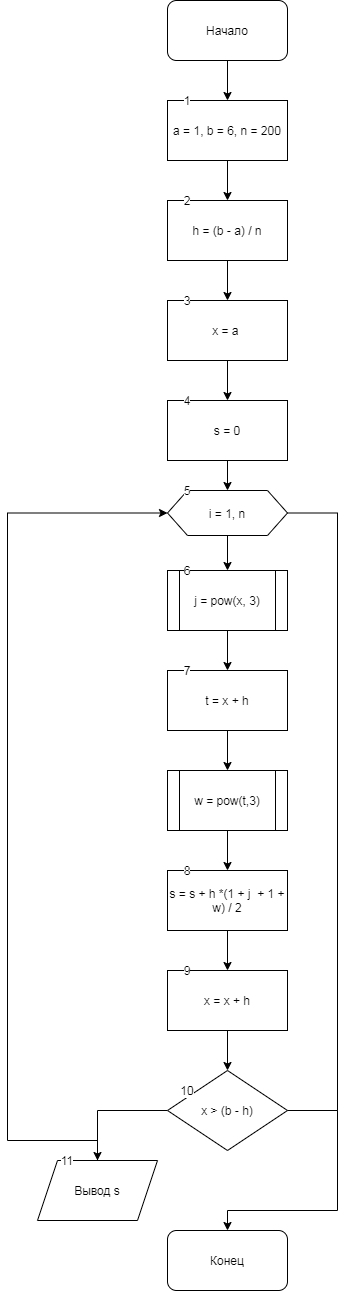 Начало
1
a = 1, b = 6, n = 200
2
h = (b - a) / n
3
x = a
4
s = 0
5
i = 1, n
6
j = pow(x, 3)
7
t = x + h
w = pow(t,3)
8
s = s + h *(1 + j + 1 +
w) / 2
9
x = x + h
10
x > (b - h)
11
Вывод s
Конец